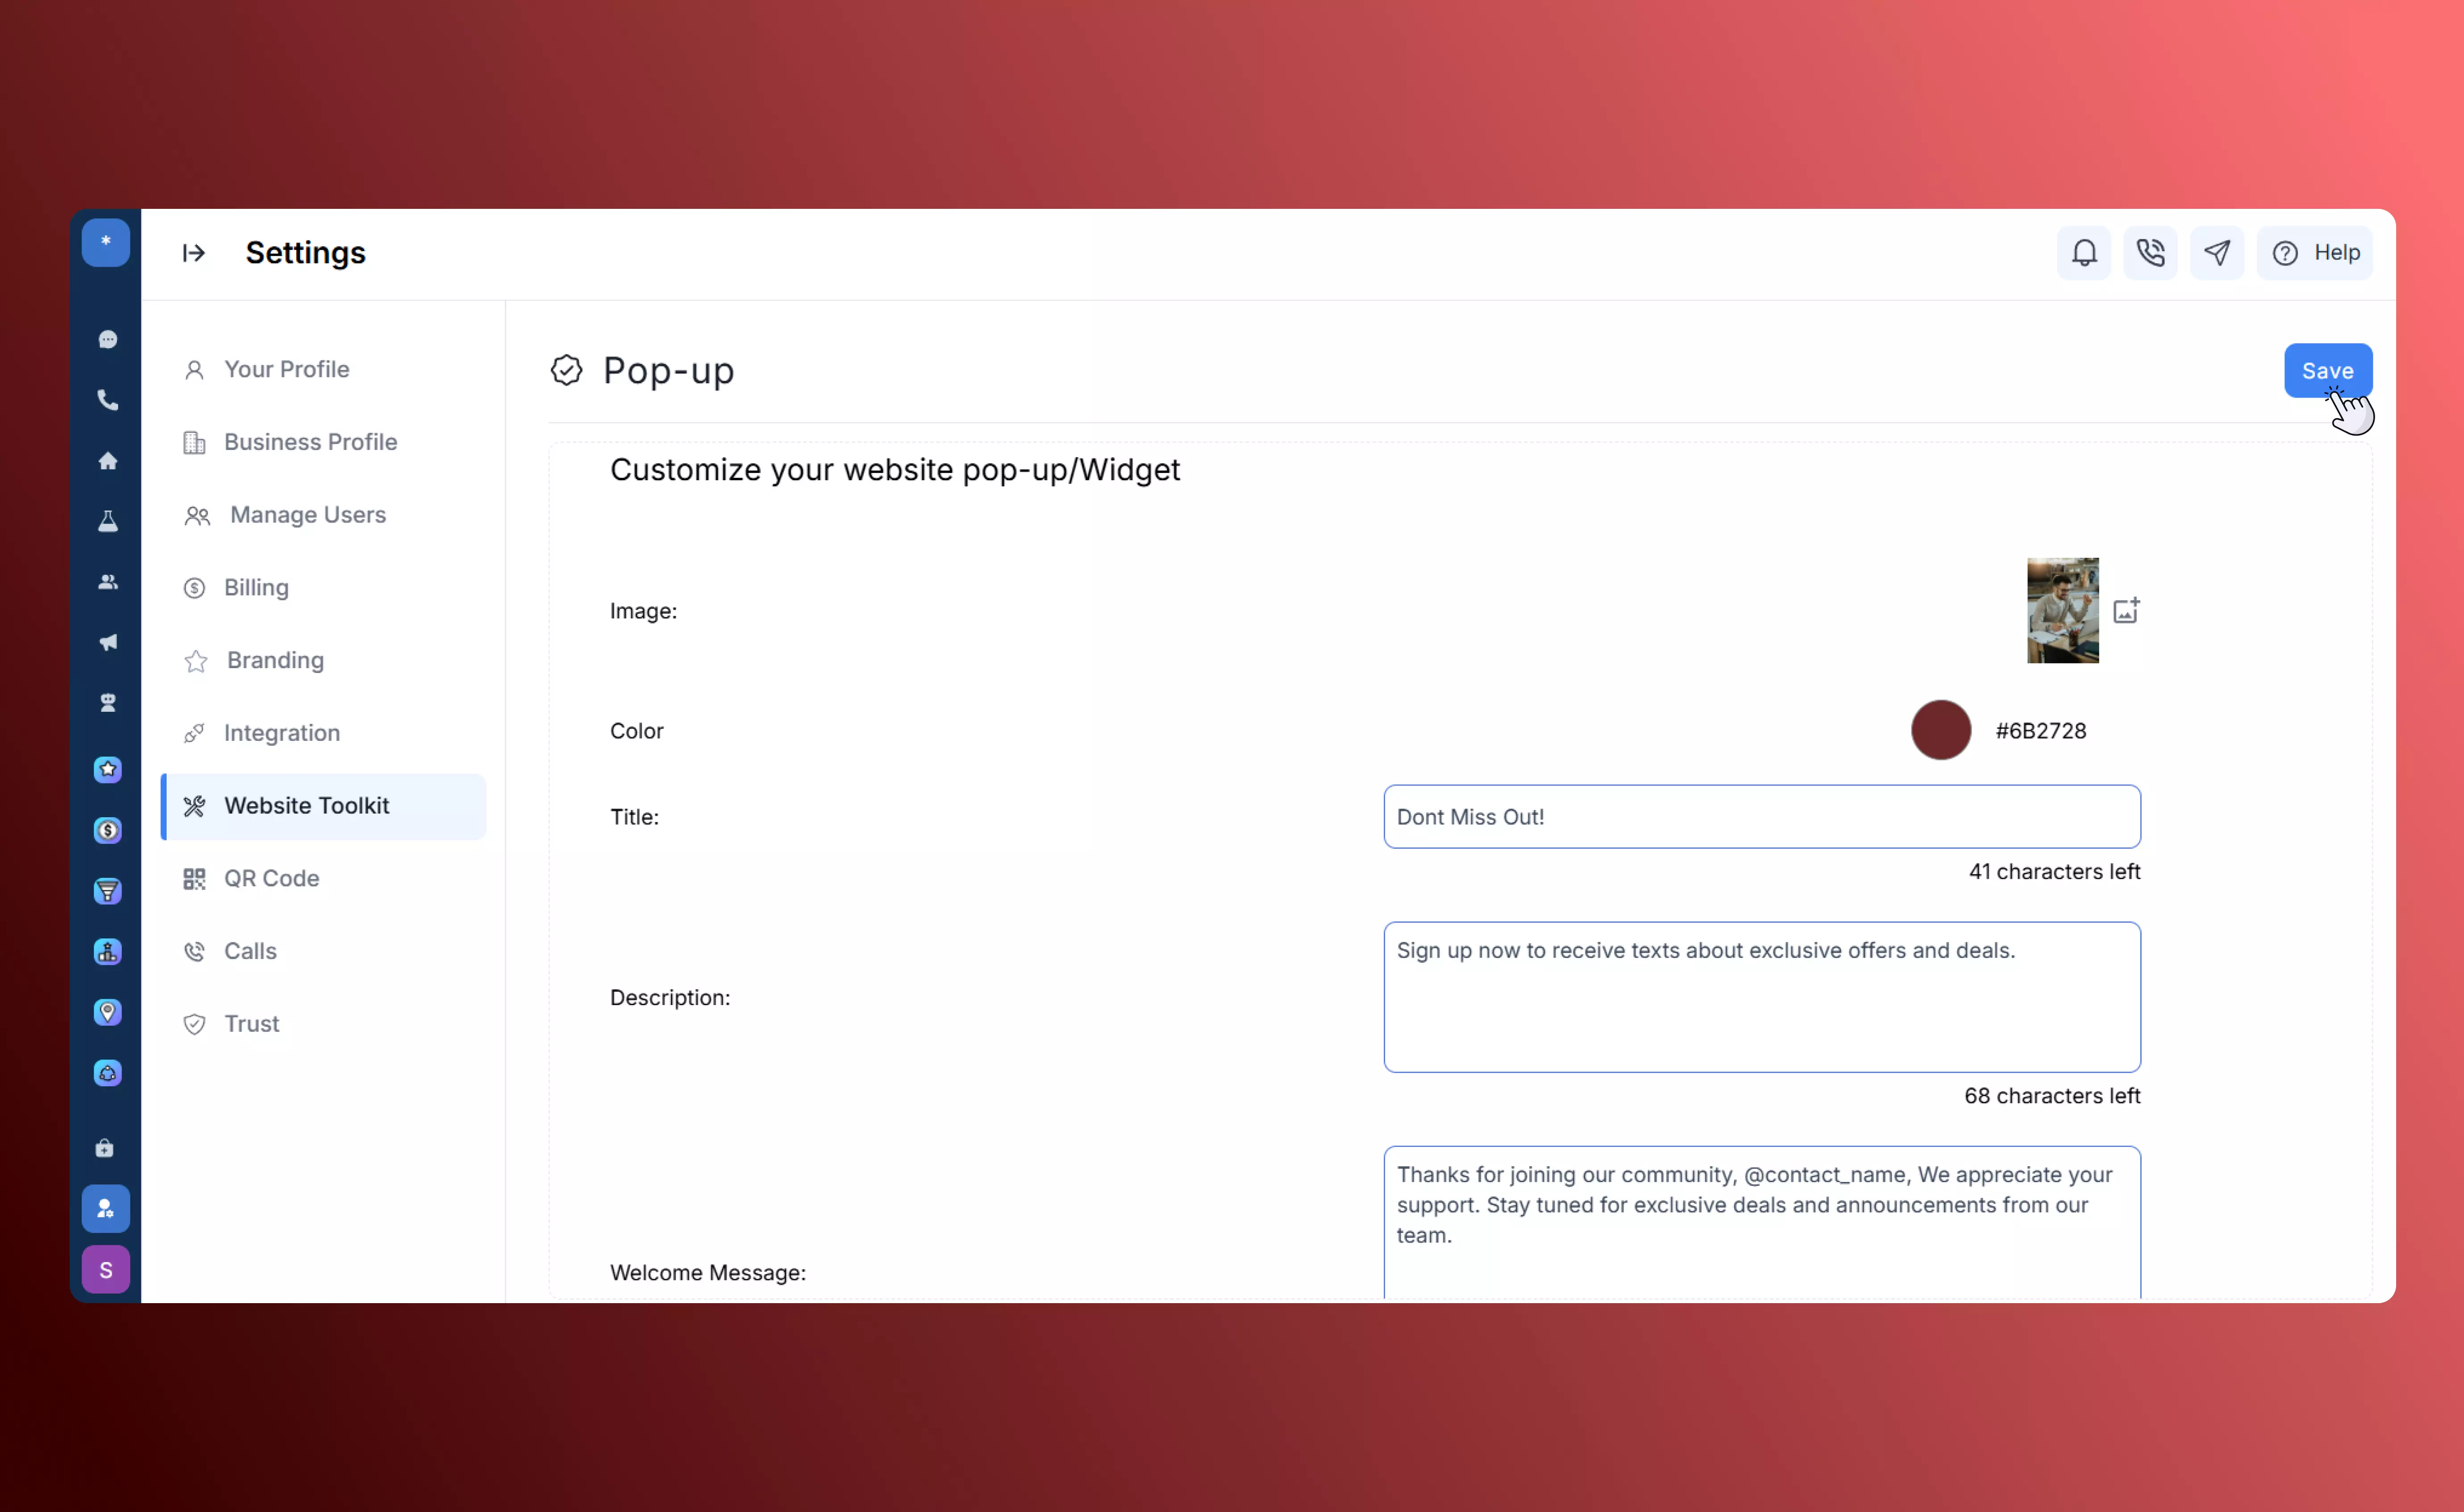 *
Settings
Help
Your Profile
Business Profile
Manage Users
Billing
Branding
Integration
Website Toolkit
QR Code
Calls
Trust
S
Pop-up
Save
Customize your website pop-up/Widget
Image:
Color
#6B2728
Title:
Dont Miss Out!
41 characters left
Description:
Sign up now to receive texts about exclusive offers and deals.
68 characters left
Welcome Message:
Thanks for joining our community, @contact_name, We appreciate your
support. Stay tuned for exclusive deals and announcements from our
team.